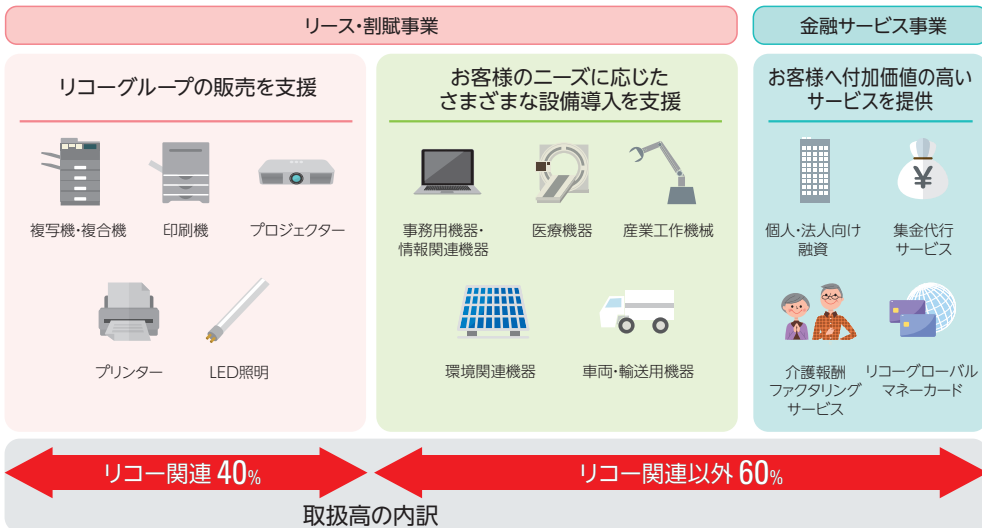 リース・割賦事業
金融サービス事業
リコーグループの販売を支援
複写機・複合機
印刷機
プロジェクター
プリンター
LED照明
お客様のニーズに応じた
さまざまな設備導入を支援
事務用機器・
情報関連機器
医療機器
産業工作機械
環境関連機器
車両・輸送用機器
お客様へ付加価値の高い
サービスを提供
個人・法人向け
融資
¥
集金代行
サービス
介護報酬
ファクタリング
サービス
リコーグローバル
マネーカード
リコー関連 40%
リコー関連以外 60%
取扱高の内訳